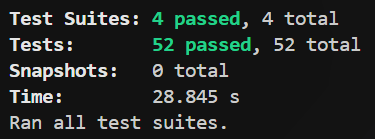 Test Suites: 4 passed, 4 total
Tests:       52 passed, 52 total
Snapshots:   0 total
Time:        28.845 s
Ran all test suites.